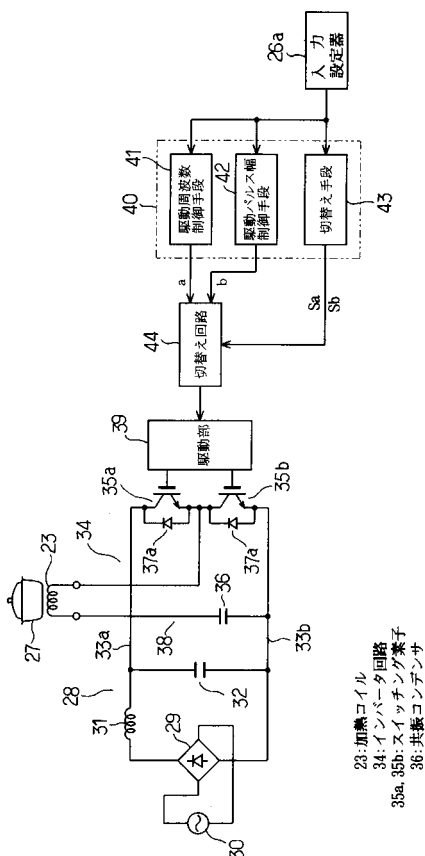 26a
入力
設定器
40
41
駆動周波数
制御手段
42
駆動パルス幅
制御手段
切替え手段
43
a
b
Sa
Sb
44
切替え回路
39
駆動部
35a
35b
37a
37a
34
23
27
36
38
33a
33b
28
31
32
29
30
23:加熱コイル
34:インバータ回路
35a,35b:スイッチング素子
36:共振コンデンサ